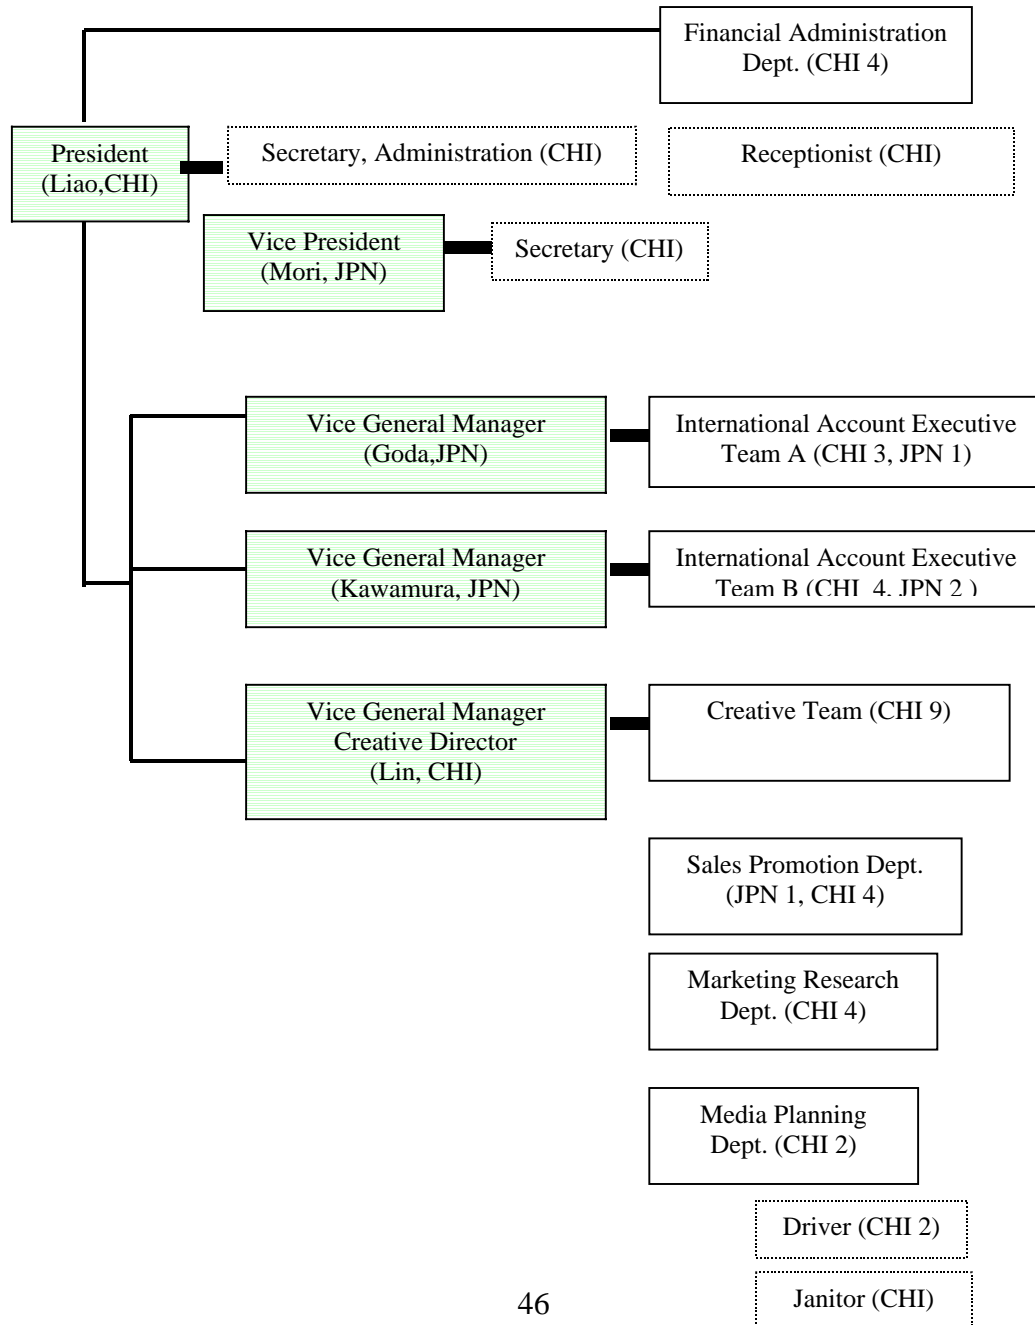 Financial Administration
Dept. (CHI 4)
President
(Liao,CHI)
Secretary, Administration (CHI)
Receptionist (CHI)
Vice President
(Mori, JPN)
Secretary (CHI)
Vice General Manager
(Goda,JPN)
International Account Executive
Team A (CHI 3, JPN 1)
Vice General Manager
(Kawamura, JPN)
International Account Executive
Team B (CHI 4, JPN 2 )
Vice General Manager
Creative Director
(Lin, CHI)
Creative Team (CHI 9)
Sales Promotion Dept.
(JPN 1, CHI 4)
Marketing Research
Dept. (CHI 4)
Media Planning
Dept. (CHI 2)
Driver (CHI 2)
Janitor (CHI)
46